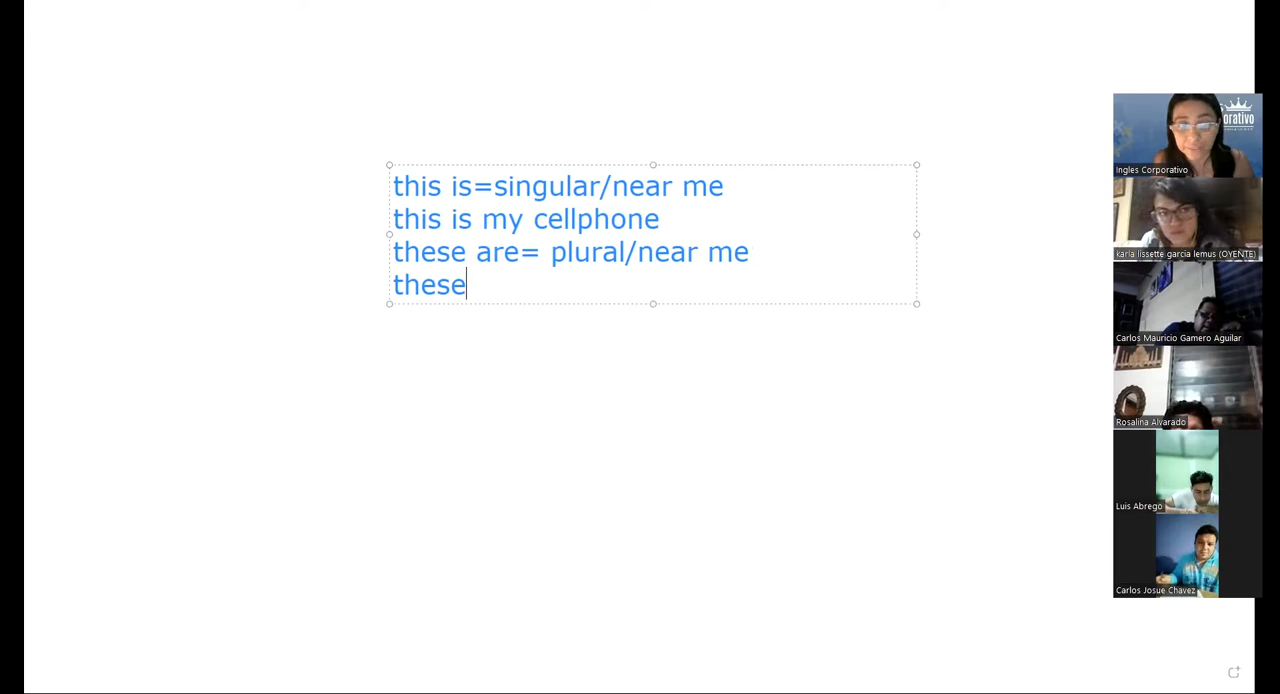 this is=singular/near me
this is my cellphone
these are= plural/near me
these
orativo
Ingles Corporativo
karla lissette garcia lemus (OYENTE)
Carlos Mauricio Gamero Aguilar
Rosalina Alvarado
Luis Abrego
Carlos Josue Chavez